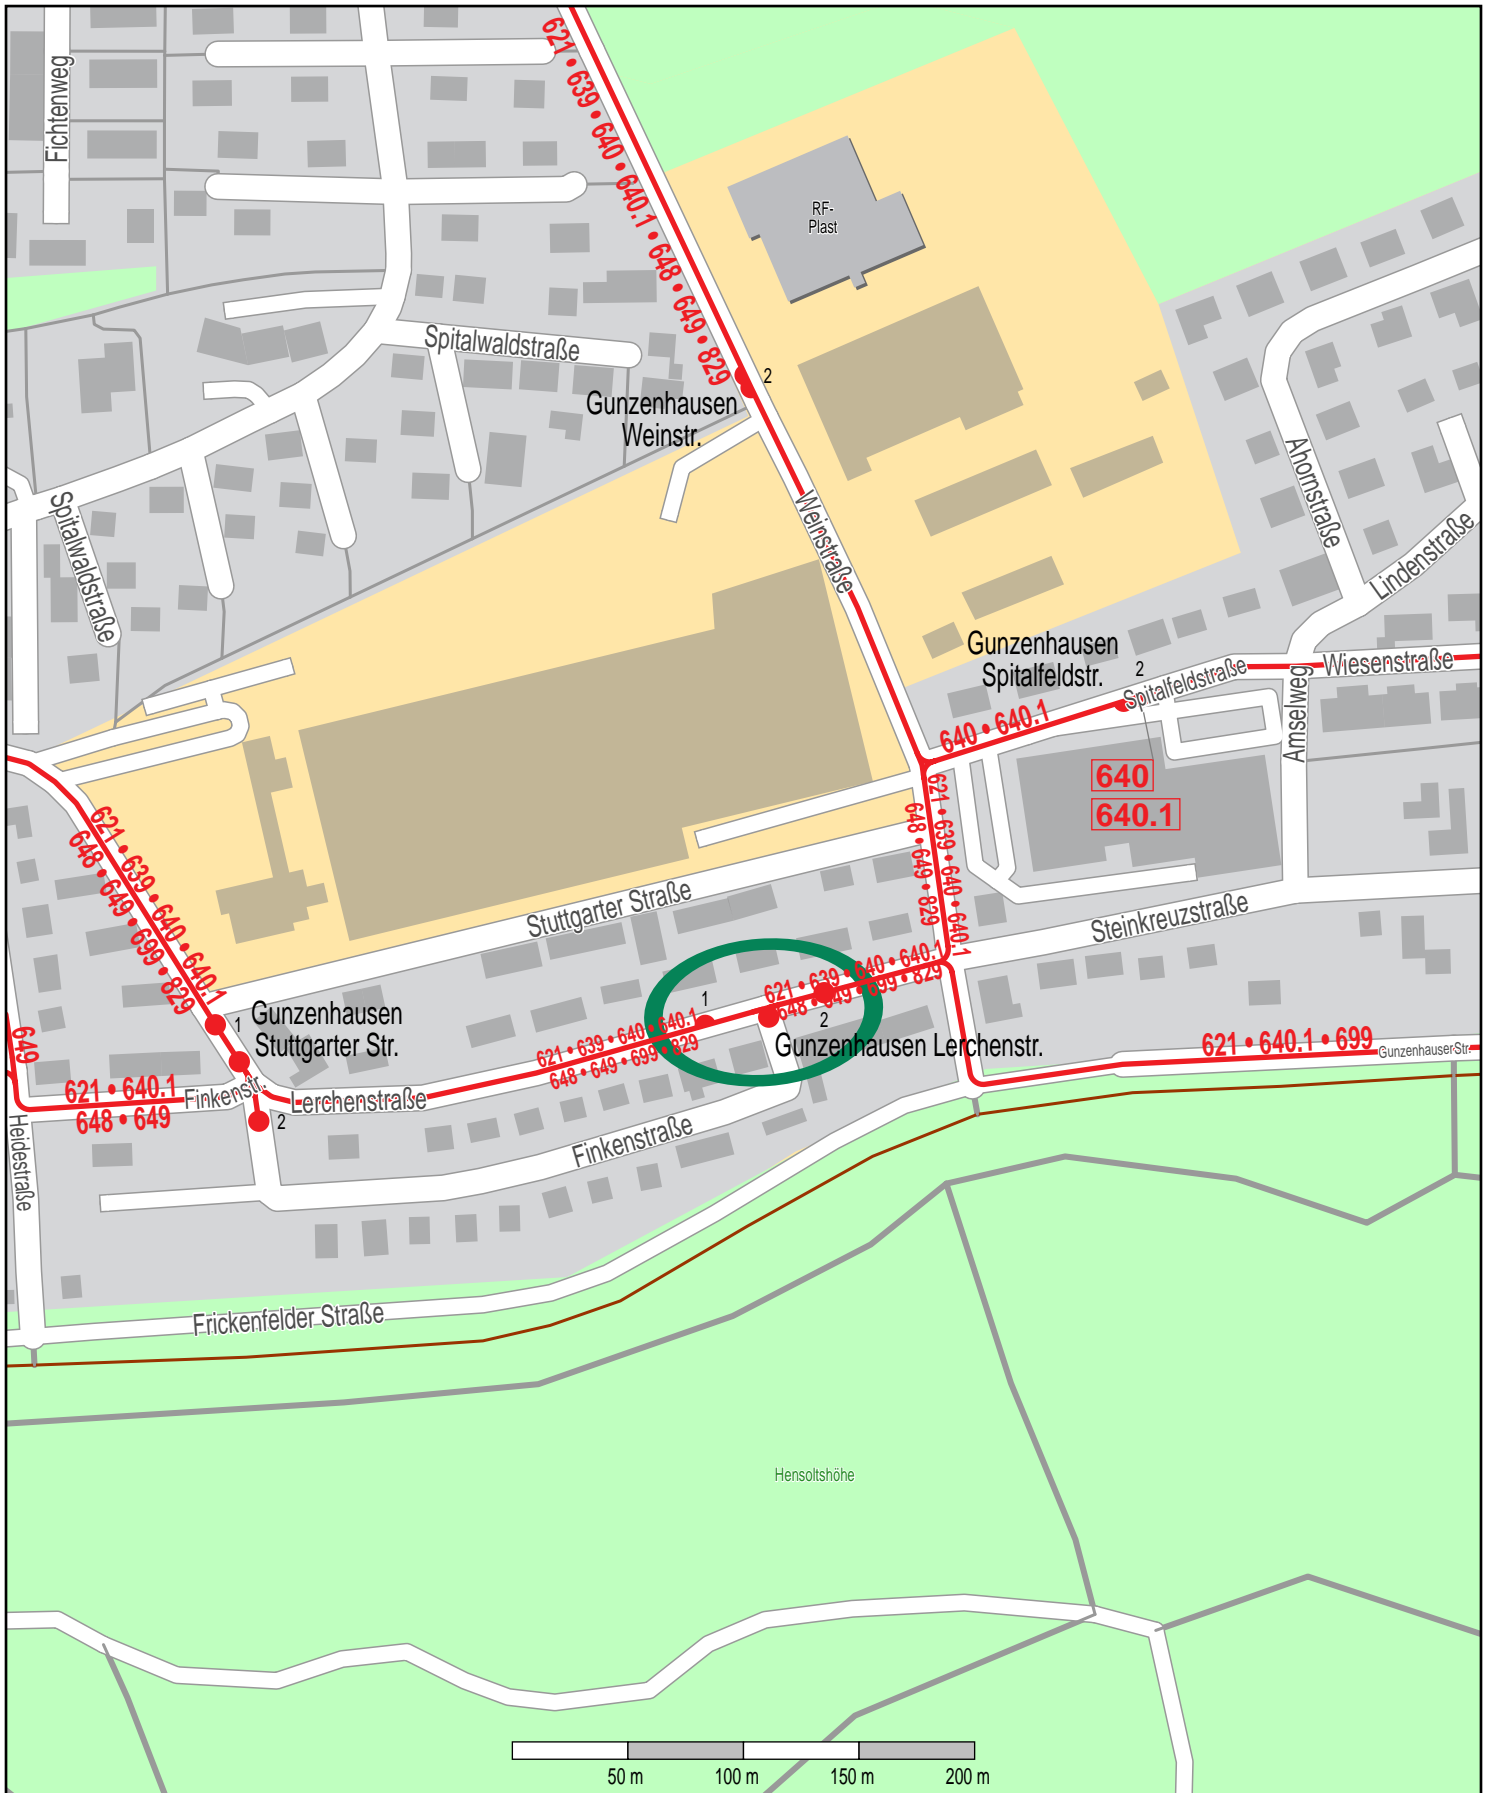 621 • 639 • 640 • 640.1 • 648 • 649 • 829
Fichtenweg
RF-
Plast
Spitalwaldstraße
2
Gunzenhausen
Weinstr.
Weinstraße
Spitalwaldstraße
Ahornstraße
Lindenstraße
Gunzenhausen
Spitalfeldstr.
2
Spitalfeldstraße
Wiesenstraße
Amselweg
640 • 640.1
640
640.1
621 • 639 • 640 • 640.1
648 • 649 • 829
621 • 639 • 640 • 640.1
648 • 649 • 699 • 829
Stuttgarter Straße
Steinkreuzstraße
621 • 639 • 640 • 640.1
648 • 649 • 699 • 829
1
2
Gunzenhausen Lerchenstr.
1
Gunzenhausen
Stuttgarter Str.
621 • 639 • 640 • 640.1
648 • 649 • 699 • 829
621 • 640.1 • 699
Gunzenhauser Str.
649
621 • 640.1
648 • 649
Finkenstr.
Lerchenstraße
2
Heidestraße
Finkenstraße
Frickenfelder Straße
Hensoltshöhe
50 m
100 m
150 m
200 m